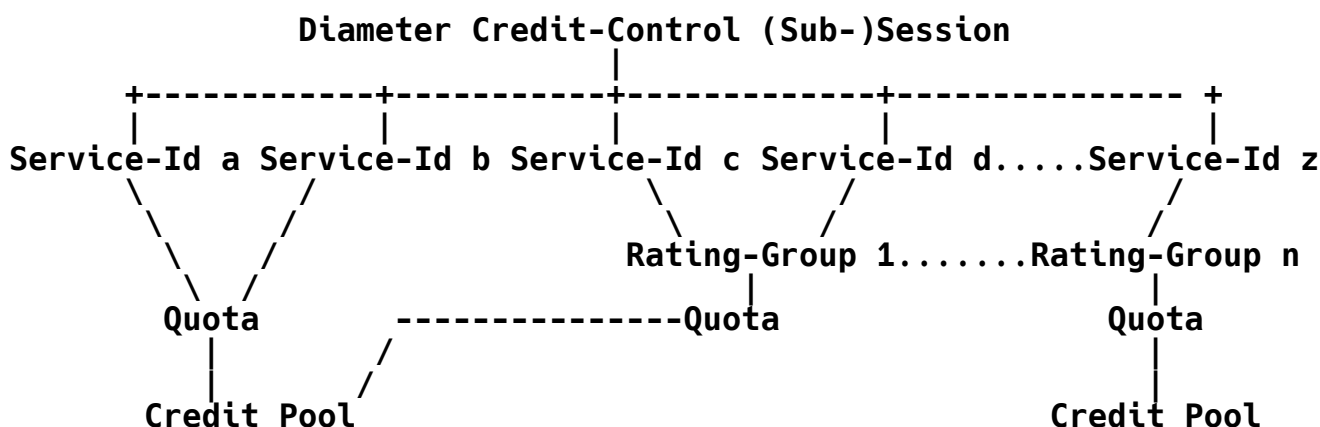 Diameter Credit-Control (Sub-)Session
Service-Id a Service-Id b Service-Id c Service-Id d.....Service-Id z
Rating-Group 1.......Rating-Group n
Quota ---------------Quota Quota
Credit Pool Credit Pool